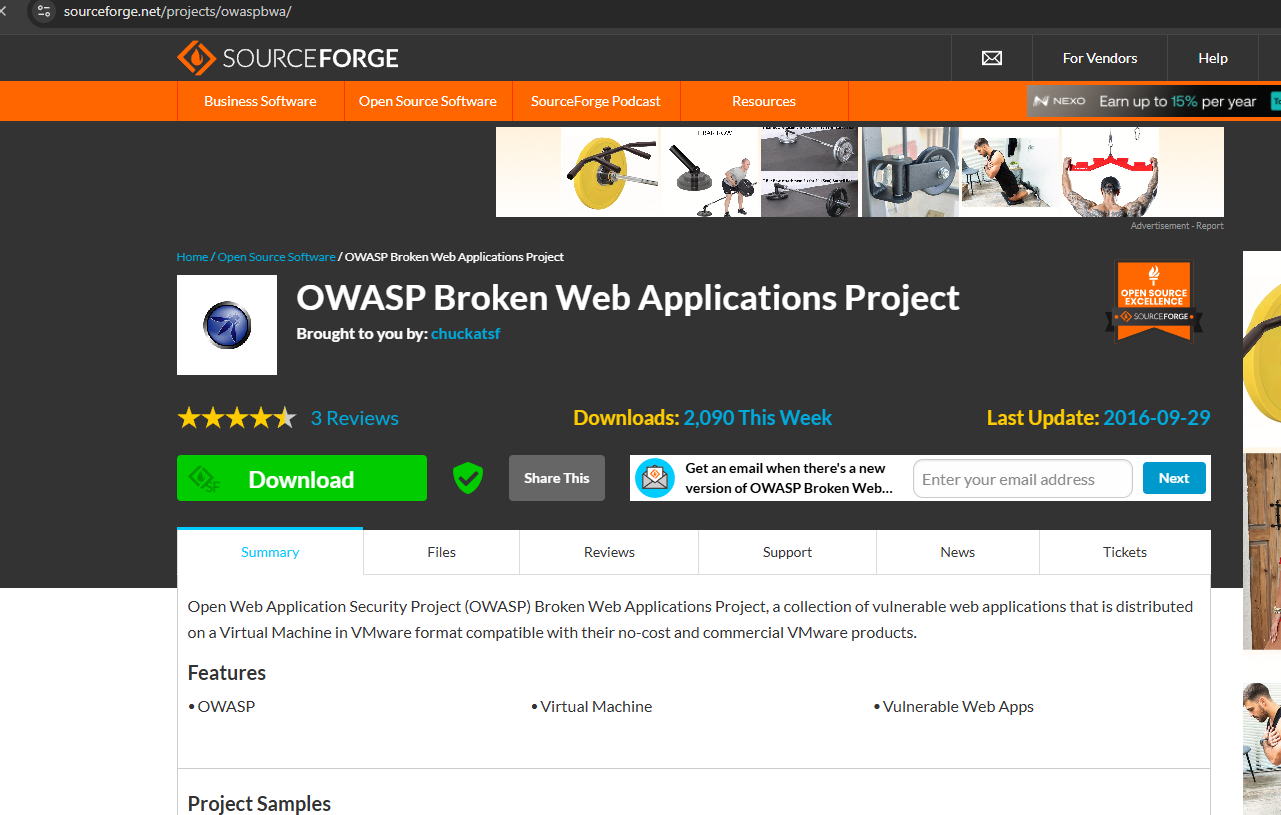 sourceforge.net/projects/owaspbwa/
SOURCEFORGE
For Vendors
Help
Business Software
Open Source Software
SourceForge Podcast
Resources
NEXO
Earn up to 15% per year
Advertisement - Report
Home / Open Source Software / OWASP Broken Web Applications Project
OWASP Broken Web Applications Project
Brought to you by: chuckatsf
OPEN SOURCE
EXCELLENCE
SOURCEFORGE
3 Reviews
Downloads: 2,090 This Week
Last Update: 2016-09-29
SF
Download
Share This
Get an email when there's a new
version of OWASP Broken Web...
Enter your email address
Next
Summary
Files
Reviews
Support
News
Tickets
Open Web Application Security Project (OWASP) Broken Web Applications Project, a collection of vulnerable web applications that is distributed
on a Virtual Machine in VMware format compatible with their no-cost and commercial VMware products.
Features
• OWASP
• Virtual Machine
• Vulnerable Web Apps
Project Samples